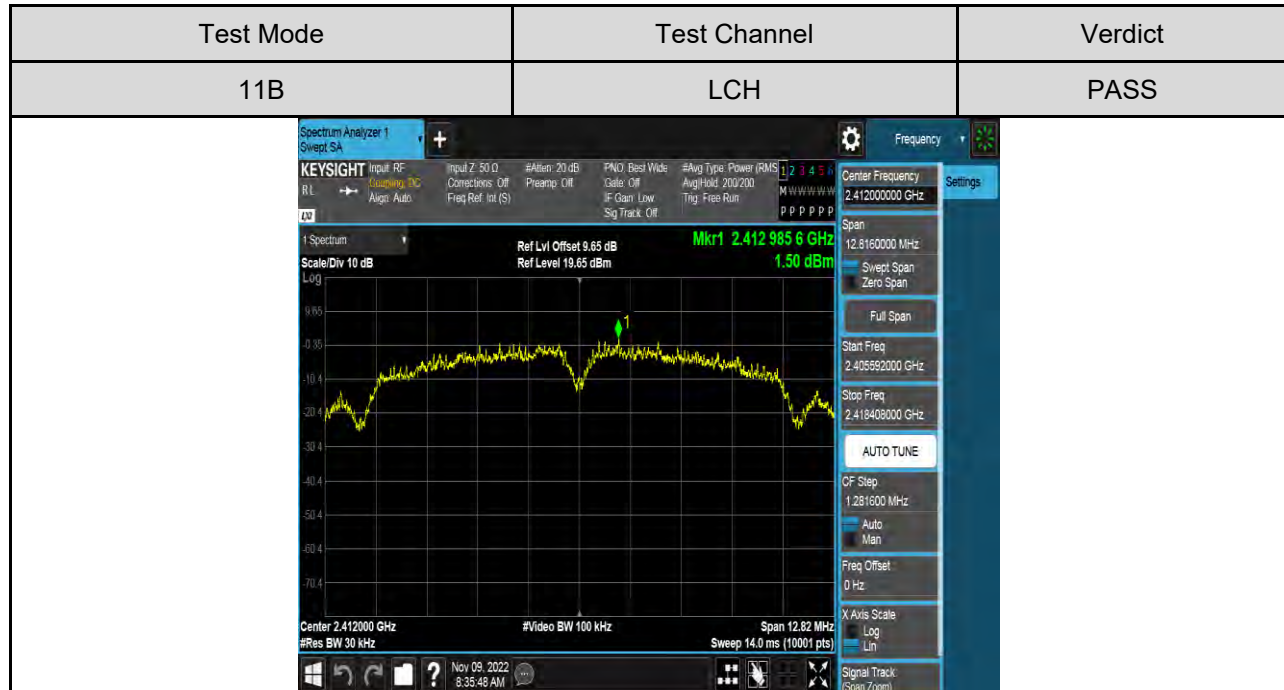 Test Mode Test Channel Verdict
11B LCH PASS
Spectrum Analyzer 1
Swept SA
+
Frequency
KEYSIGHT Input: RF Input Z: 50 Ω #Atten: 20 dB PNO: Best Wide #Avg Type: Power (RMS 1 2 3 4 5 6
RL Coupling: DC Corrections: Off Preamp: Off Gate: Off Avg|Hold: 200/200 M W W W W W
Align: Auto Freq Ref: Int (S) IF Gain: Low Trig: Free Run
Sig Track: Off P P P P P P
1 Spectrum
Ref Lvl Offset 9.65 dB Mkr1 2.412 985 6 GHz
Scale/Div 10 dB Ref Level 19.65 dBm 1.50 dBm
Log
9.65
1
-0.35
-10.4
-20.4
-30.4
-40.4
-50.4
-60.4
-70.4
Center 2.412000 GHz #Video BW 100 kHz Span 12.82 MHz
#Res BW 30 kHz Sweep 14.0 ms (10001 pts)
? Nov 09, 2022
8:35:48 AM
Center Frequency
2.412000000 GHz
Settings
Span
12.8160000 MHz
Swept Span
Zero Span
Full Span
Start Freq
2.405592000 GHz
Stop Freq
2.418408000 GHz
AUTO TUNE
CF Step
1.281600 MHz
Auto
Man
Freq Offset
0 Hz
X Axis Scale
Log
Lin
Signal Track
(Span Zoom)